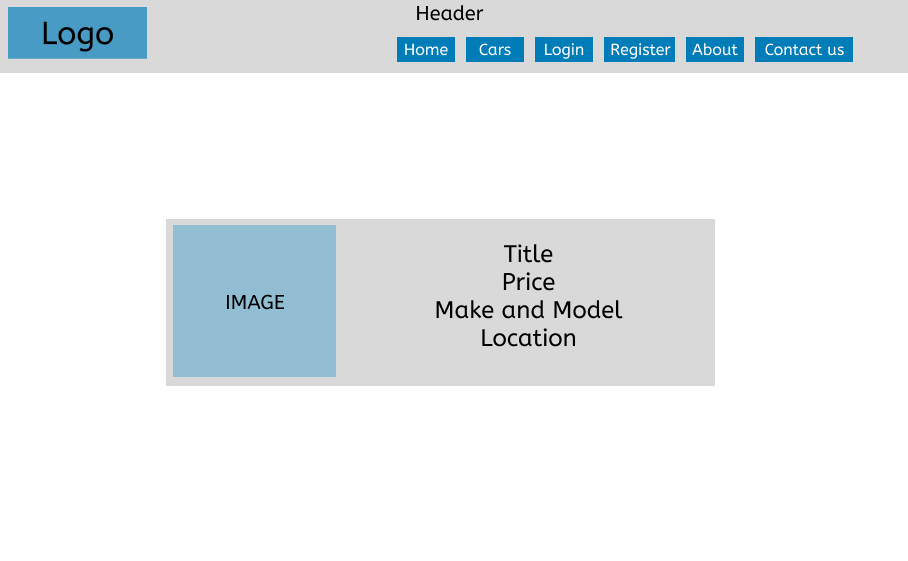 Logo
Header
Home Cars Login Register About Contact us
IMAGE
Title
Price
Make and Model
Location